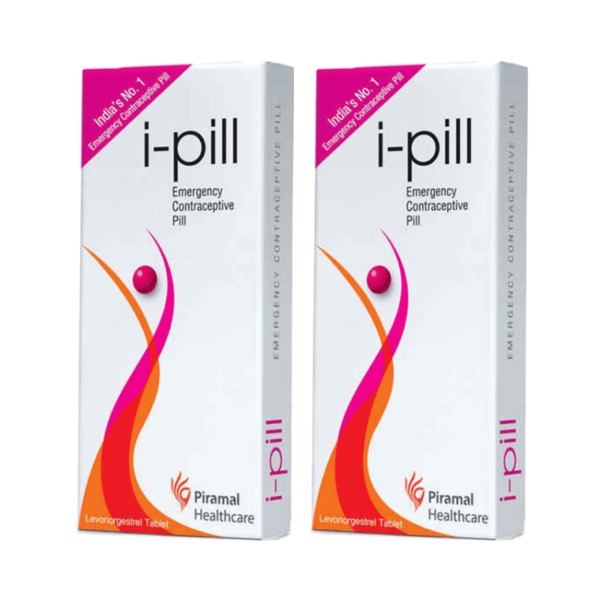 India's No. 1
Emergency Contraceptive Pill
i-pill
Emergency
Contraceptive
Pill
Piramal
Healthcare
Levonorgestrel Tablet
EMERGENCY CONTRACEPTIVE PILL
i-pill
India's No. 1
Emergency Contraceptive Pill
i-pill
Emergency
Contraceptive
Pill
Piramal
Healthcare
Levonorgestrel Tablet
EMERGENCY CONTRACEPTIVE PILL
i-pill